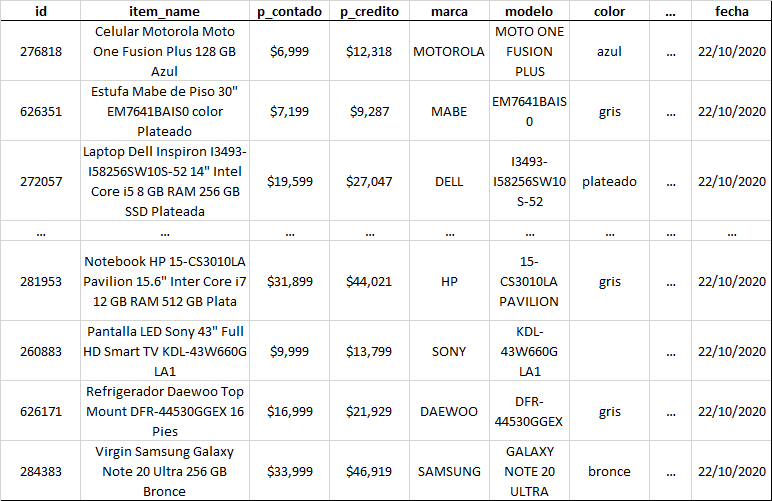 id item_name p_contado p_credito marca modelo color ... fecha
276818 Celular Motorola Moto One Fusion Plus 128 GB Azul $6,999 $12,318 MOTOROLA MOTO ONE FUSION PLUS azul ... 22/10/2020
626351 Estufa Mabe de Piso 30" EM7641BAIS0 color Plateado $7,199 $9,287 MABE EM7641BAIS0 gris ... 22/10/2020
272057 Laptop Dell Inspiron I3493-I58256SW10S-52 14" Intel Core i5 8 GB RAM 256 GB SSD Plateada $19,599 $27,047 DELL I3493-I58256SW10S-52 plateado ... 22/10/2020
... ... ... ... ... ... ... ... ...
281953 Notebook HP 15-CS3010LA Pavilion 15.6" Inter Core i7 12 GB RAM 512 GB Plata $31,899 $44,021 HP 15-CS3010LA PAVILION gris ... 22/10/2020
260883 Pantalla LED Sony 43" Full HD Smart TV KDL-43W660G LA1 $9,999 $13,799 SONY KDL-43W660G LA1 ... 22/10/2020
626171 Refrigerador Daewoo Top Mount DFR-44530GGEX 16 Pies $16,999 $21,929 DAEWOO DFR-44530GGEX gris ... 22/10/2020
284383 Virgin Samsung Galaxy Note 20 Ultra 256 GB Bronce $33,999 $46,919 SAMSUNG GALAXY NOTE 20 ULTRA bronce ... 22/10/2020